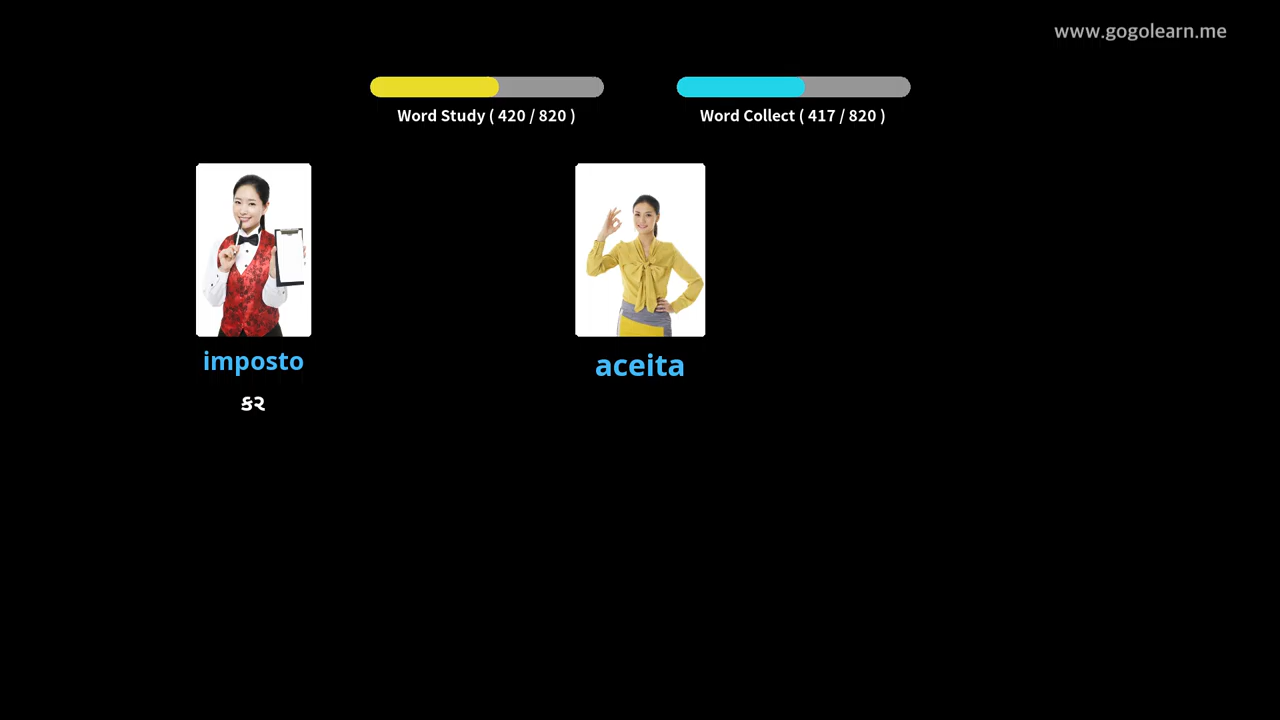 www.gogolearn.me
Word Study ( 420 / 820 )
Word Collect ( 417 / 820 )
imposto
કર
aceita